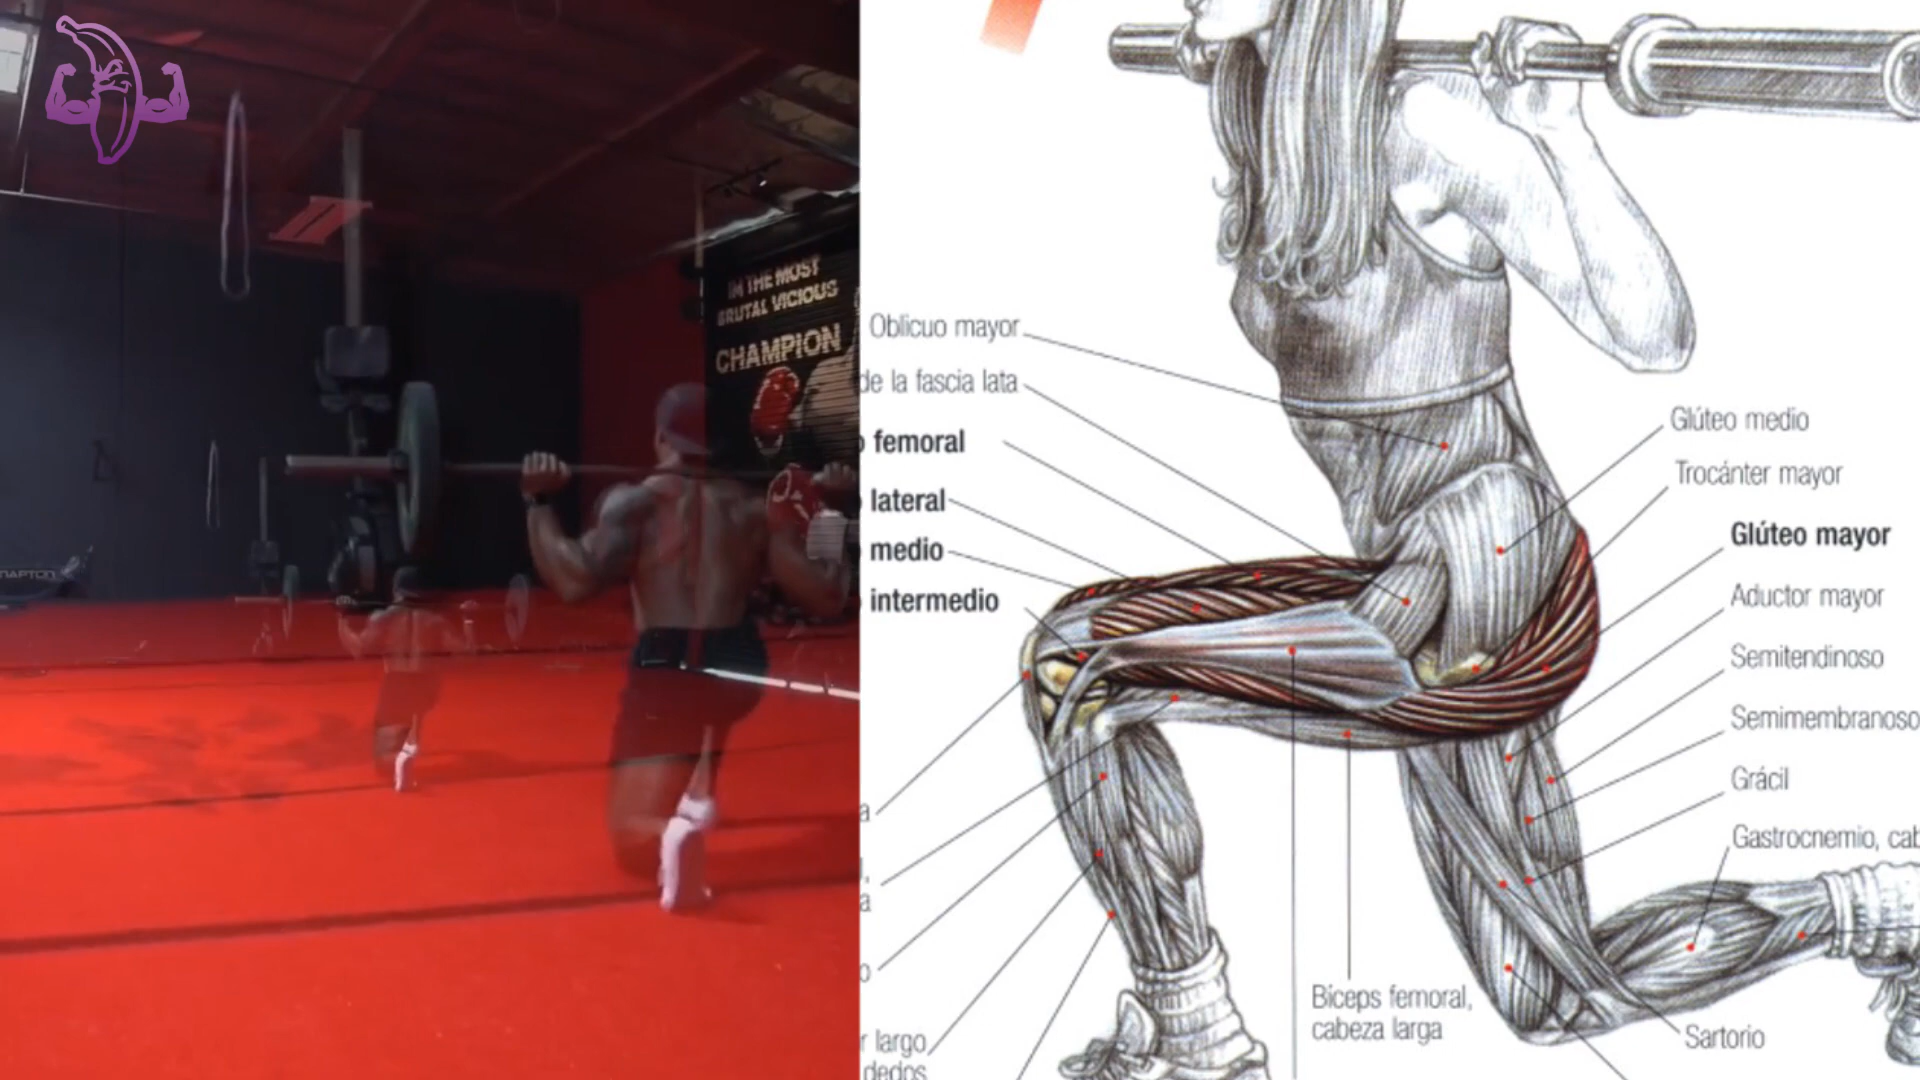 IN THE MOST
BRUTAL VICIOUS
CHAMPION
Oblicuo mayor
de la fascia lata
femoral
lateral
medio
intermedio
Glúteo medio
Trocánter mayor
Glúteo mayor
Aductor mayor
Semitendinoso
Semimembranoso
Grácil
Gastrocnemio, cab
a
a
o
Bíceps femoral,
cabeza larga
Sartorio
r largo
dedos